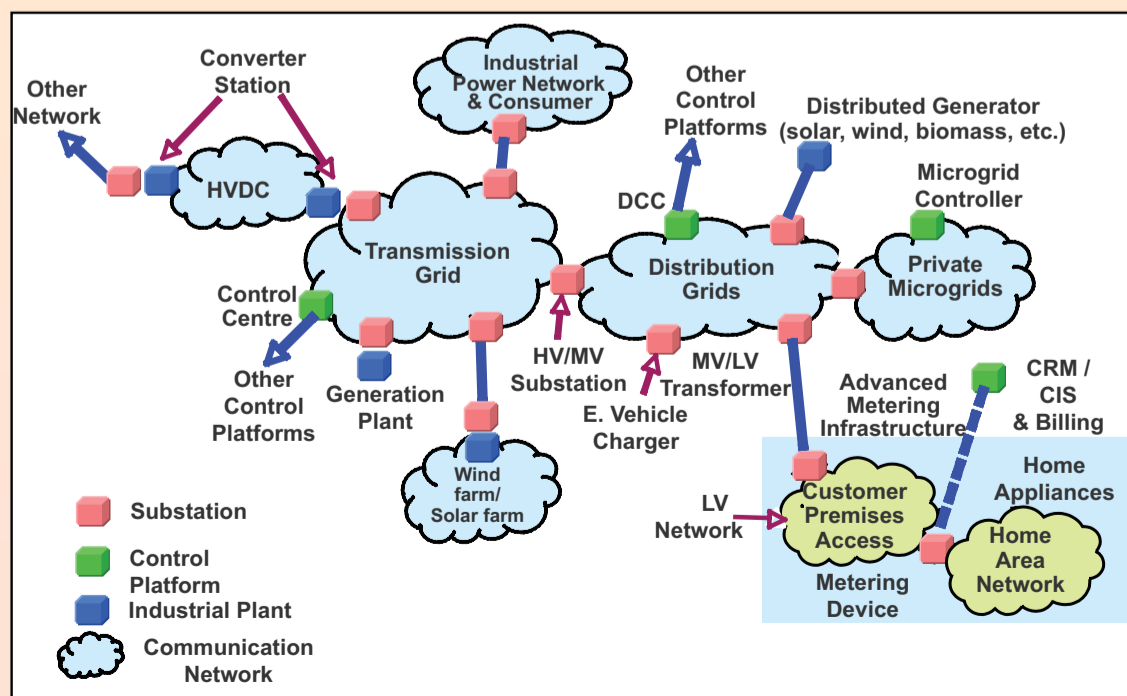 Other
Network
Converter
Station
Industrial
Power Network
& Consumer
Other
Control
Platforms
Distributed Generator
(solar, wind, biomass, etc.)
HVDC
DCC
Microgrid
Controller
Transmission
Grid
Distribution
Grids
Private
Microgrids
Control
Centre
Other
Control
Platforms
Generation
Plant
HV/MV
Substation
E. Vehicle
Charger
MV/LV
Transformer
Advanced
Metering
Infrastructure
CRM /
CIS
& Billing
Wind
farm/
Solar farm
LV
Network
Customer
Premises
Access
Home
Appliances
Home
Area
Network
Metering
Device
Substation
Control
Platform
Industrial Plant
Communication
Network